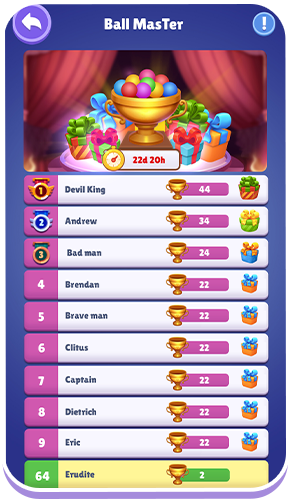 Ball MasTer
!
22d 20h
1 Devil King 44
2 Andrew 34
3 Bad man 24
4 Brendan 22
5 Brave man 22
6 Clitus 22
7 Captain 22
8 Dietrich 22
9 Eric 22
64 Erudite 2